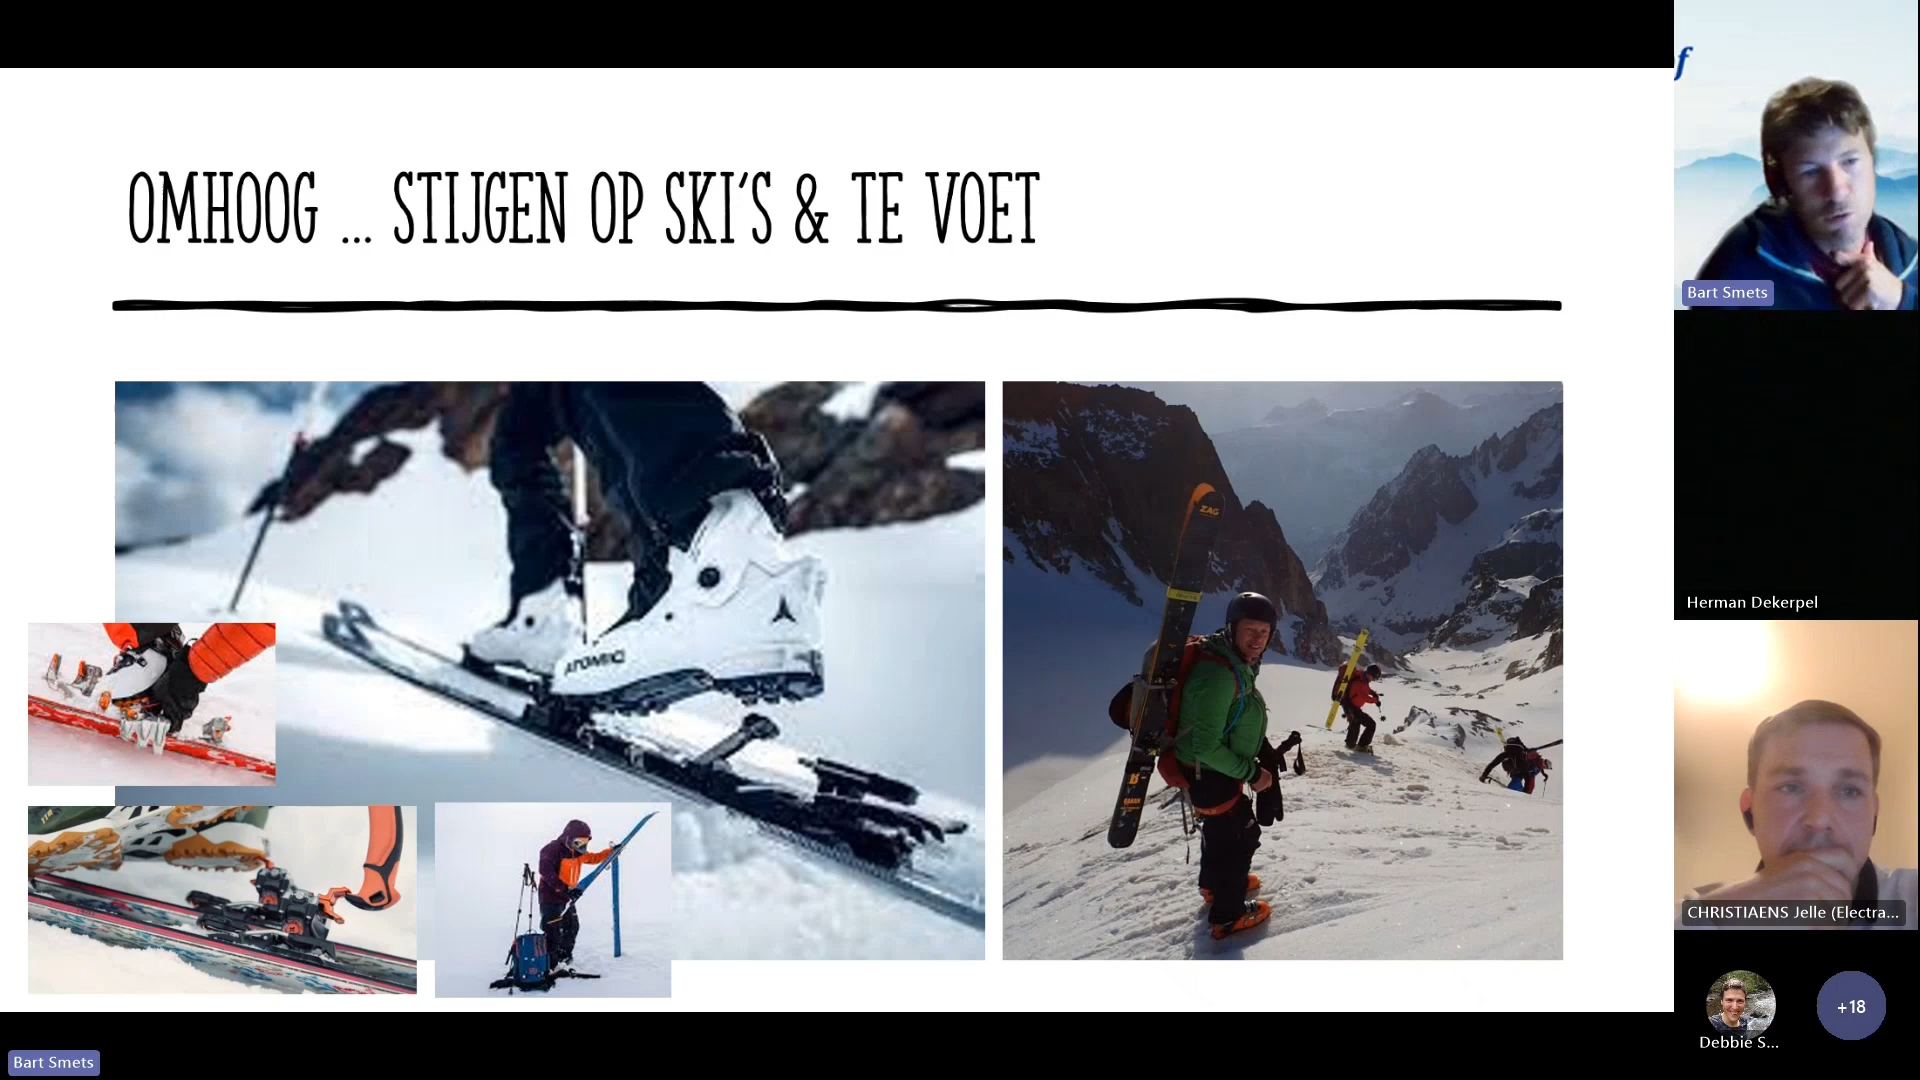 f
OMHOOG ... STIJGEN OP SKI'S & TE VOET
ATOMIC
ZAG
Bart Smets
Herman Dekerpel
CHRISTIAENS Jelle (Electra...
Debbie S...
+18
Bart Smets